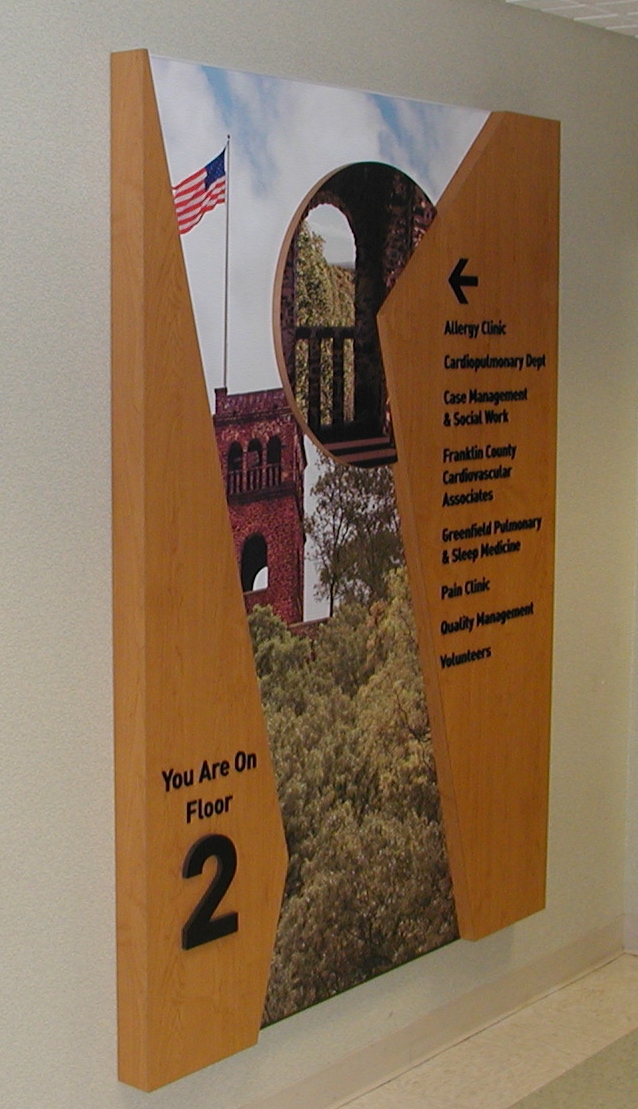 ←
Allergy Clinic
Cardiopulmonary Dept
Case Management
& Social Work
Franklin County
Cardiovascular
Associates
Greenfield Pulmonary
& Sleep Medicine
Pain Clinic
Quality Management
Volunteers
You Are On
Floor
2